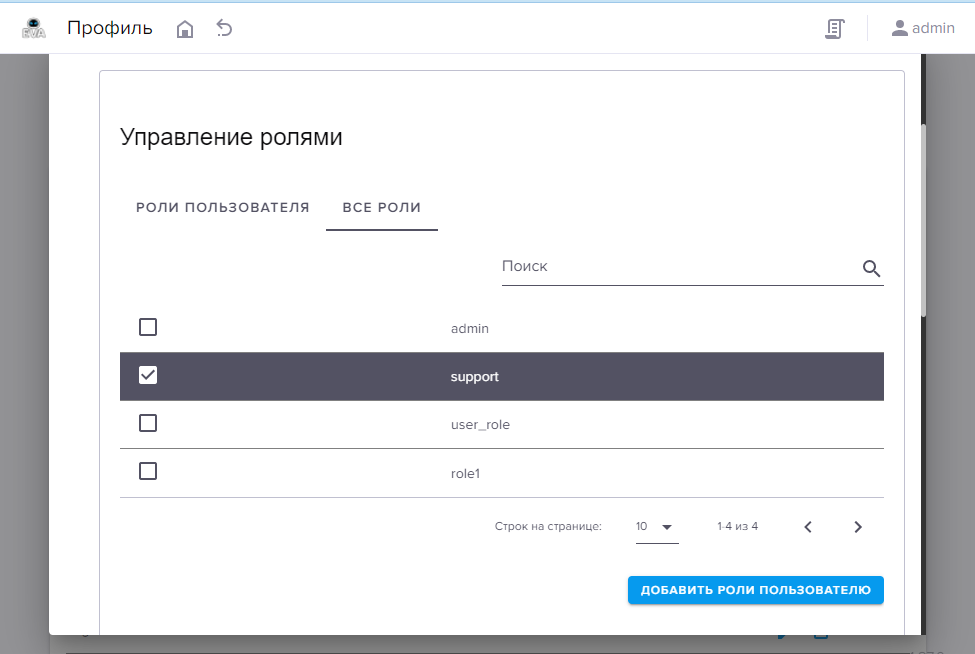 EVA
Профиль
admin
Управление ролями
РОЛИ ПОЛЬЗОВАТЕЛЯ ВСЕ РОЛИ
Поиск
admin
support
user_role
role1
Строк на странице: 10 1-4 из 4
ДОБАВИТЬ РОЛИ ПОЛЬЗОВАТЕЛЮ